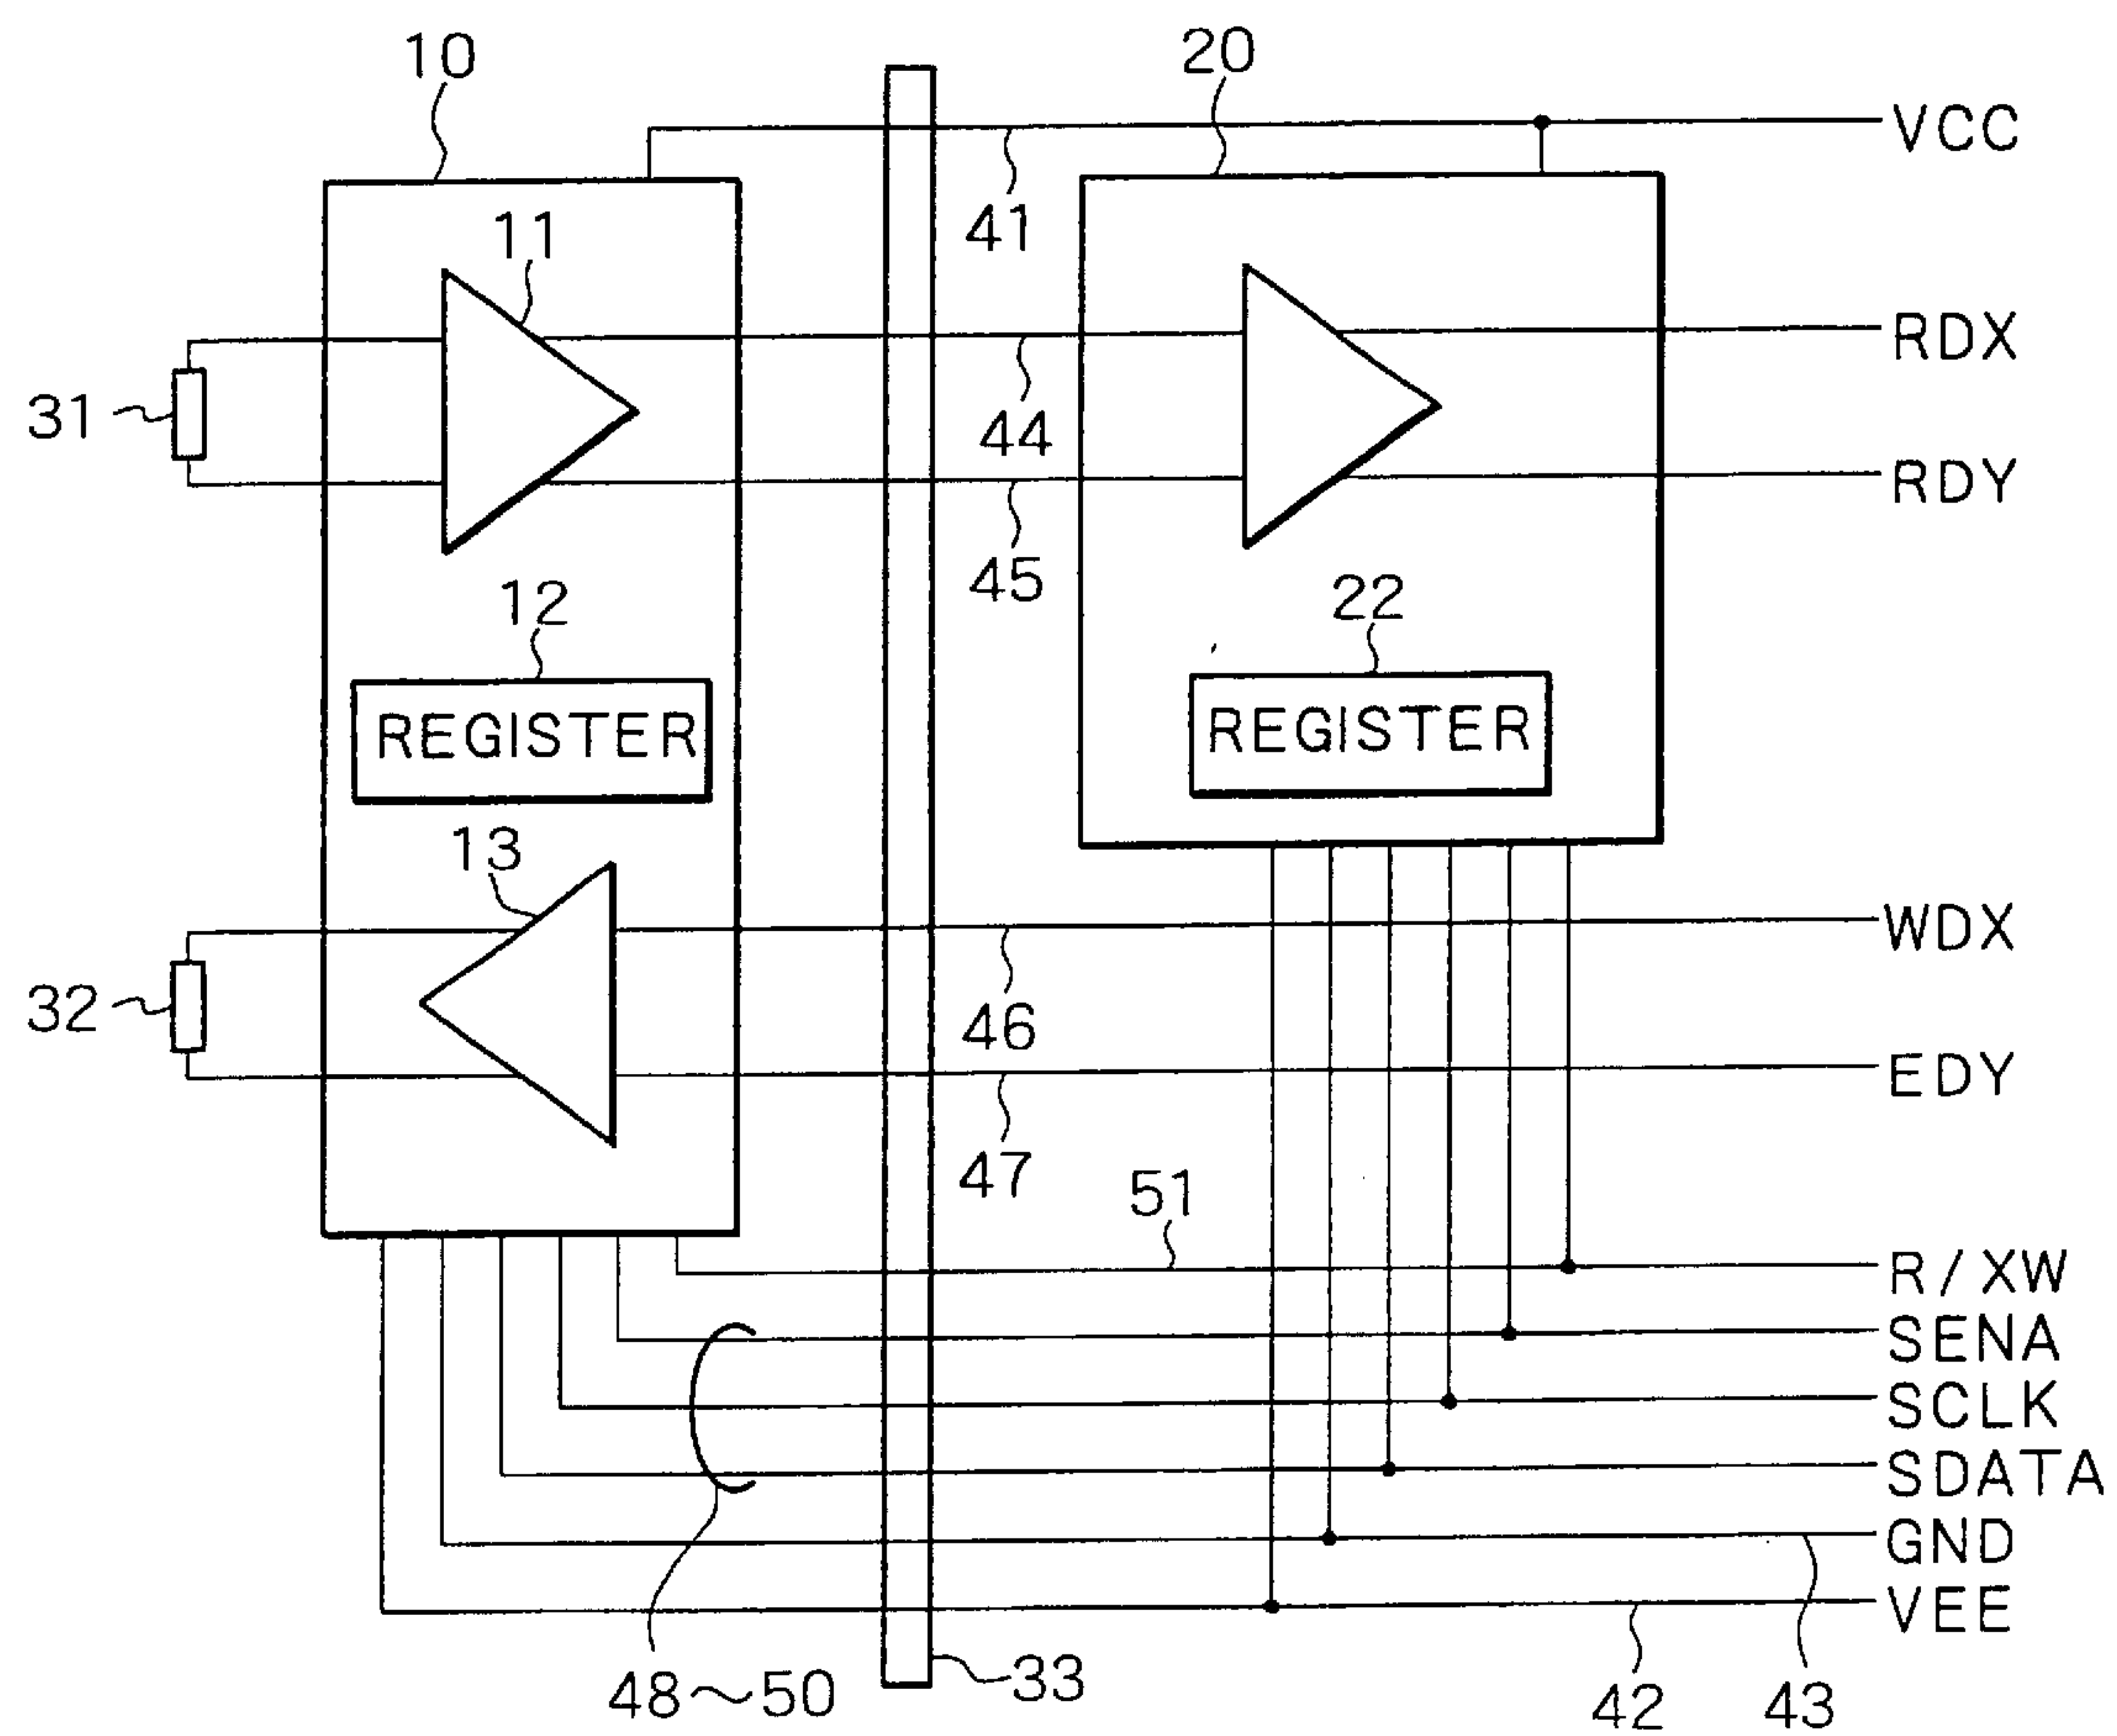 10
20
VCC
41
11
RDX
31
44
RDY
45
12
22
REGISTER
REGISTER
13
WDX
32
46
EDY
47
51
R/XW
SENA
SCLK
SDATA
GND
VEE
48~50
33
42
43